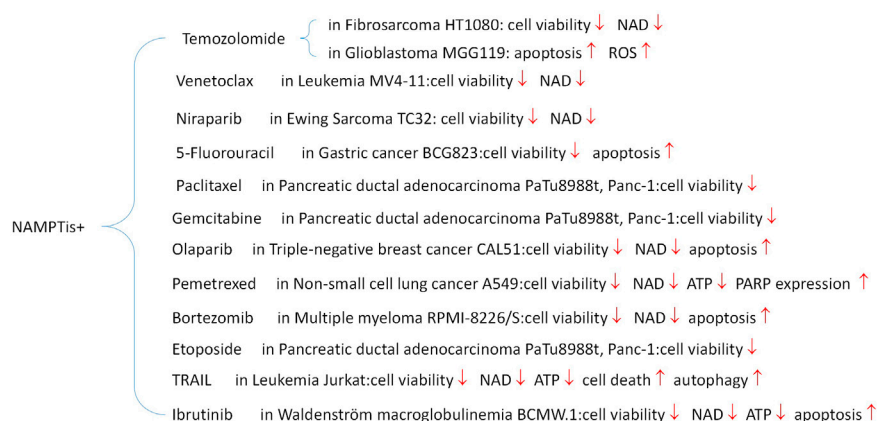 in Fibrosarcoma HT1080: cell viability ↓ NAD ↓
Temozolomide
in Glioblastoma MGG119: apoptosis ↑ ROS ↑
Venetoclax in Leukemia MV4-11:cell viability ↓ NAD ↓
Niraparib in Ewing Sarcoma TC32: cell viability ↓ NAD ↓
5-Fluorouracil in Gastric cancer BCG823:cell viability ↓ apoptosis ↑
Paclitaxel in Pancreatic ductal adenocarcinoma PaTu8988t, Panc-1:cell viability ↓
Gemcitabine in Pancreatic ductal adenocarcinoma PaTu8988t, Panc-1:cell viability ↓
NAMPTis+
Olaparib in Triple-negative breast cancer CAL51:cell viability ↓ NAD ↓ apoptosis ↑
Pemetrexed in Non-small cell lung cancer A549:cell viability ↓ NAD ↓ ATP ↓ PARP expression ↑
Bortezomib in Multiple myeloma RPMI-8226/S:cell viability ↓ NAD ↓ apoptosis ↑
Etoposide in Pancreatic ductal adenocarcinoma PaTu8988t, Panc-1:cell viability ↓
TRAIL in Leukemia Jurkat:cell viability ↓ NAD ↓ ATP ↓ cell death ↑ autophagy ↑
Ibrutinib in Waldenström macroglobulinemia BCMW.1:cell viability ↓ NAD ↓ ATP ↓ apoptosis ↑